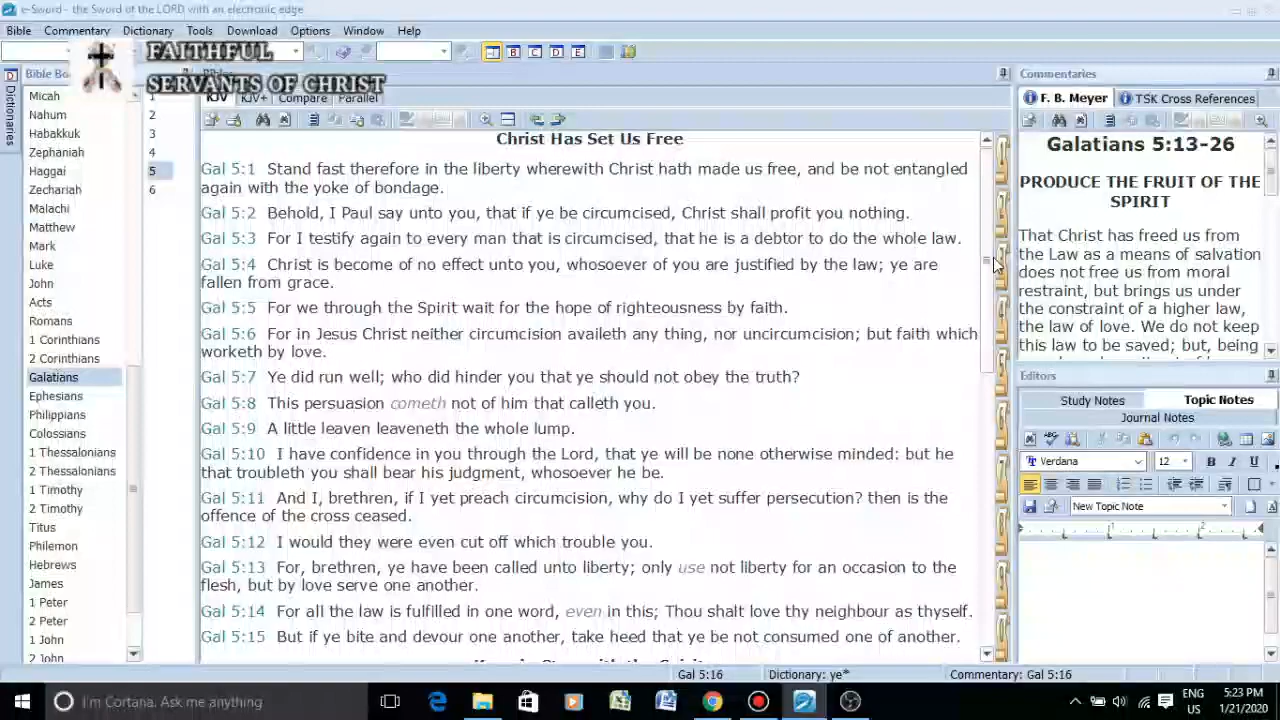 e-Sword - the Sword of the LORD with an electronic edge
Bible Commentary Dictionary Tools Download Options Window Help
B C D E
FAITHFUL
SERVANTS OF CHRIST
Dictionaries
Micah
Nahum
Habakkuk
Zephaniah
Haggai
Zechariah
Malachi
Matthew
Mark
Luke
John
Acts
Romans
1 Corinthians
2 Corinthians
Galatians
Ephesians
Philippians
Colossians
1 Thessalonians
2 Thessalonians
1 Timothy
2 Timothy
Titus
Philemon
Hebrews
James
1 Peter
2 Peter
1 John
2 John
1
2
3
4
5
6
KJV KJV+ Compare Parallel
Christ Has Set Us Free
Gal 5:1 Stand fast therefore in the liberty wherewith Christ hath made us free, and be not entangled
again with the yoke of bondage.
Gal 5:2 Behold, I Paul say unto you, that if ye be circumcised, Christ shall profit you nothing.
Gal 5:3 For I testify again to every man that is circumcised, that he is a debtor to do the whole law.
Gal 5:4 Christ is become of no effect unto you, whosoever of you are justified by the law; ye are
fallen from grace.
Gal 5:5 For we through the Spirit wait for the hope of righteousness by faith.
Gal 5:6 For in Jesus Christ neither circumcision availeth any thing, nor uncircumcision; but faith which
worketh by love.
Gal 5:7 Ye did run well; who did hinder you that ye should not obey the truth?
Gal 5:8 This persuasion cometh not of him that calleth you.
Gal 5:9 A little leaven leaveneth the whole lump.
Gal 5:10 I have confidence in you through the Lord, that ye will be none otherwise minded: but he
that troubleth you shall bear his judgment, whosoever he be.
Gal 5:11 And I, brethren, if I yet preach circumcision, why do I yet suffer persecution? then is the
offence of the cross ceased.
Gal 5:12 I would they were even cut off which trouble you.
Gal 5:13 For, brethren, ye have been called unto liberty; only use not liberty for an occasion to the
flesh, but by love serve one another.
Gal 5:14 For all the law is fulfilled in one word, even in this; Thou shalt love thy neighbour as thyself.
Gal 5:15 But if ye bite and devour one another, take heed that ye be not consumed one of another.
Commentaries
F. B. Meyer TSK Cross References
Galatians 5:13-26
PRODUCE THE FRUIT OF THE
SPIRIT
That Christ has freed us from
the Law as a means of salvation
does not free us from moral
restraint, but brings us under
the constraint of a higher law,
the law of love. We do not keep
this law to be saved; but, being
Editors
Study Notes Topic Notes
Journal Notes
Verdana 12 B I U
New Topic Note
Gal 5:16 Dictionary: ye* Commentary: Gal 5:16
I'm Cortana. Ask me anything
ENG 5:23 PM
US 1/21/2020